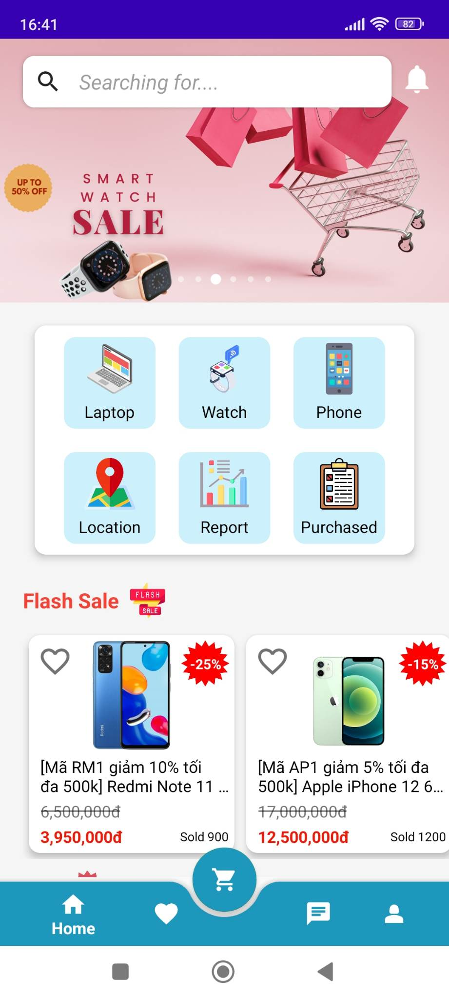 16:41
82
Searching for....
UP TO
50% OFF
SMART
WATCH
SALE
Laptop
Watch
Phone
Location
Report
Purchased
Flash Sale
FLASH
SALE
-25%
-15%
Redmi
[Mã RM1 giảm 10% tối
đa 500k] Redmi Note 11 ...
6,500,000đ
3,950,000đ
Sold 900
[Mã AP1 giảm 5% tối đa
500k] Apple iPhone 12 6...
17,000,000đ
12,500,000đ
Sold 1200
Home